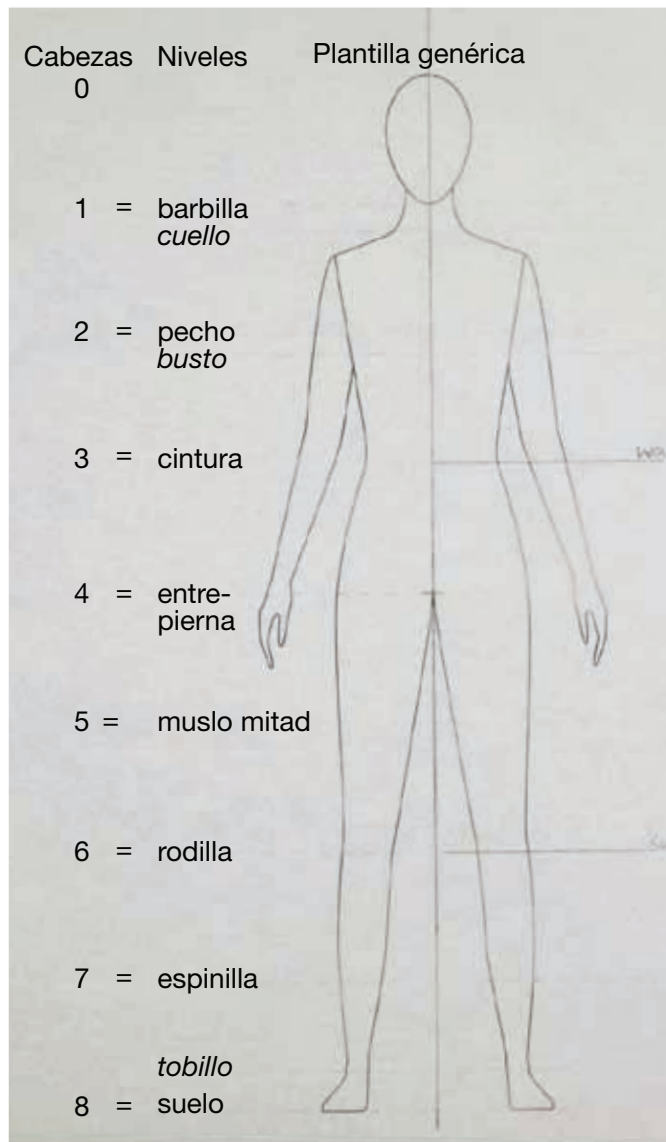 Cabezas Niveles Plantilla genérica
0
1 = barbilla
cuello
2 = pecho
busto
3 = cintura
4 = entre-
pierna
5 = muslo mitad
6 = rodilla
7 = espinilla
tobillo
8 = suelo